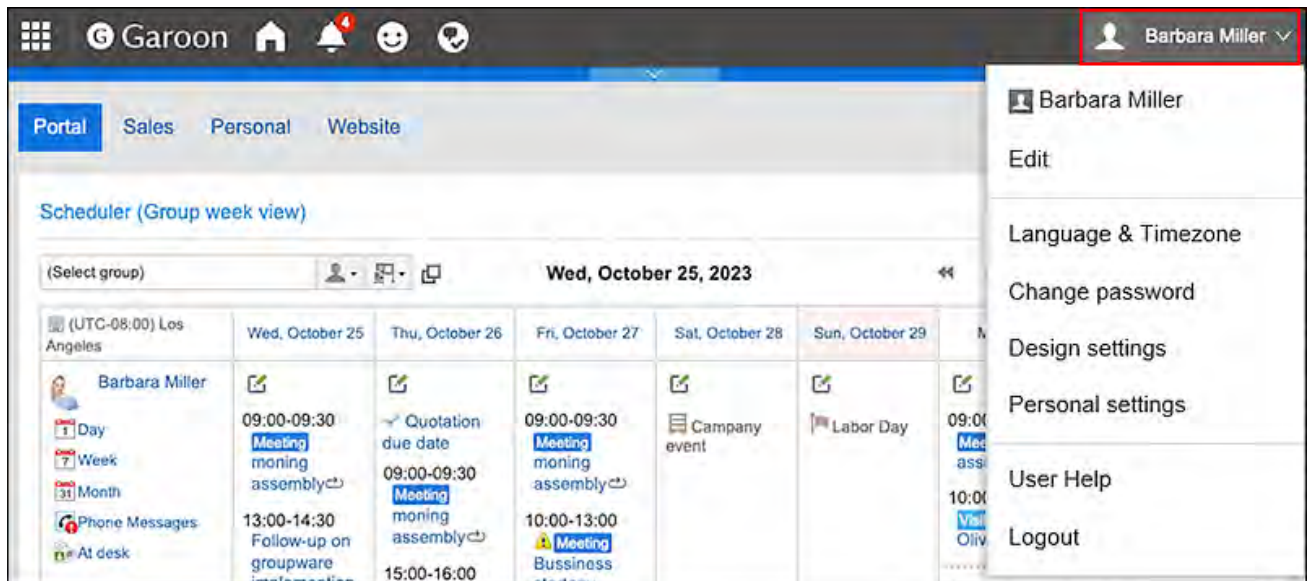 Garoon
4
Barbara Miller
Barbara Miller
Edit
Language & Timezone
Change password
Design settings
Personal settings
User Help
Logout
Portal Sales Personal Website
Scheduler (Group week view)
(Select group)
Wed, October 25, 2023
(UTC-08:00) Los
Angeles
Wed, October 25
Thu, October 26
Fri, October 27
Sat, October 28
Sun, October 29
Barbara Miller
1 Day
7 Week
31 Month
Phone Messages
At desk
09:00-09:30
Meeting
moning
assembly
13:00-14:30
Follow-up on
groupware
Quotation
due date
09:00-09:30
Meeting
moning
assembly
15:00-16:00
09:00-09:30
Meeting
moning
assembly
10:00-13:00
Meeting
Bussiness
Campany
event
Labor Day